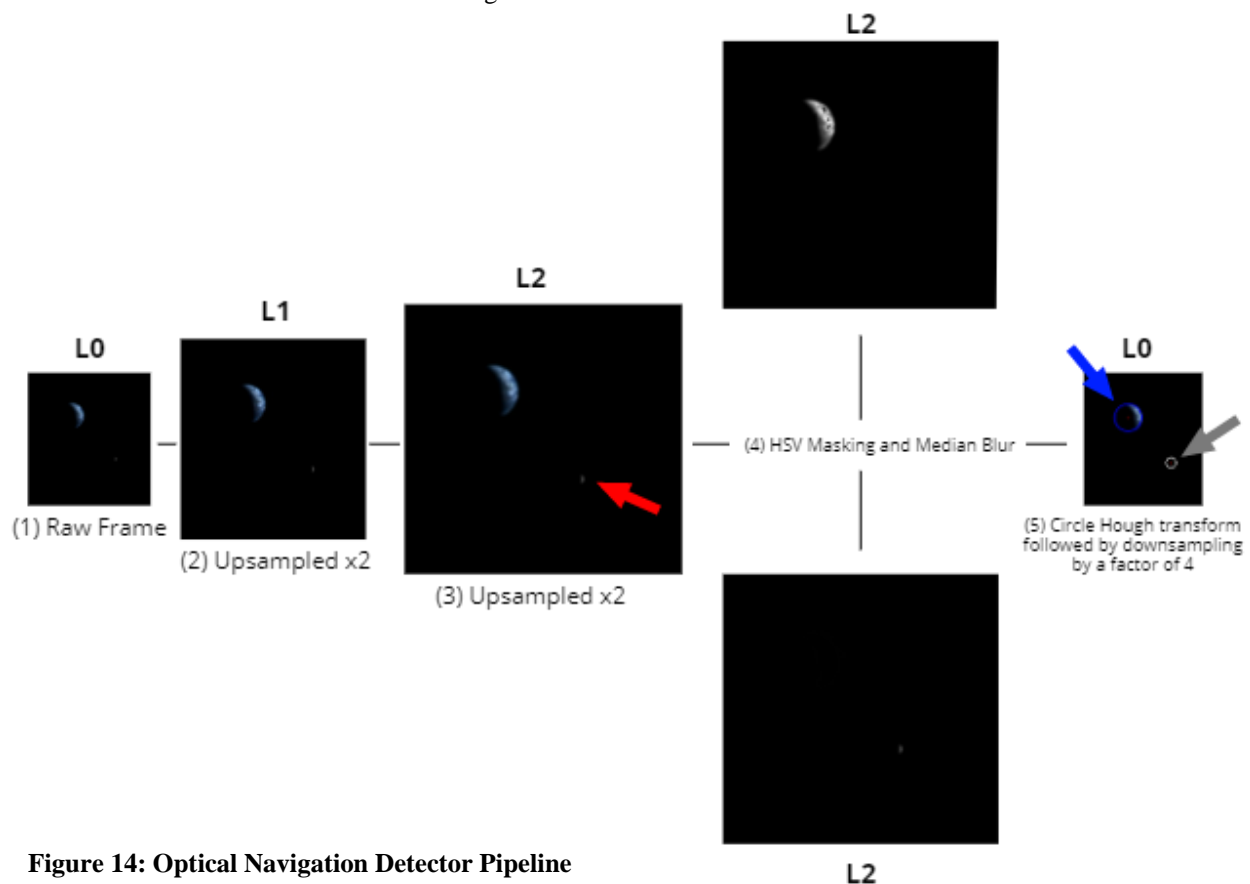 L2
L2
L1
L0
L0
(4) HSV Masking and Median Blur
(1) Raw Frame
(2) Upsampled x2
(3) Upsampled x2
(5) Circle Hough transform
followed by downsampling
by a factor of 4
Figure 14: Optical Navigation Detector Pipeline
L2